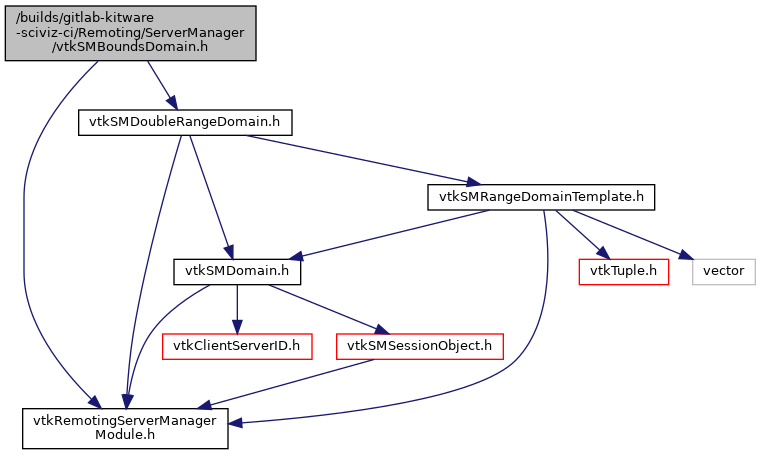 /builds/gitlab-kitware
-sciviz-ci/Remoting/ServerManager
/vtkSMBoundsDomain.h
vtkSMDoubleRangeDomain.h
vtkSMRangeDomainTemplate.h
vtkSMDomain.h
vtkTuple.h
vector
vtkClientServerID.h
vtkSMSessionObject.h
vtkRemotingServerManager
Module.h